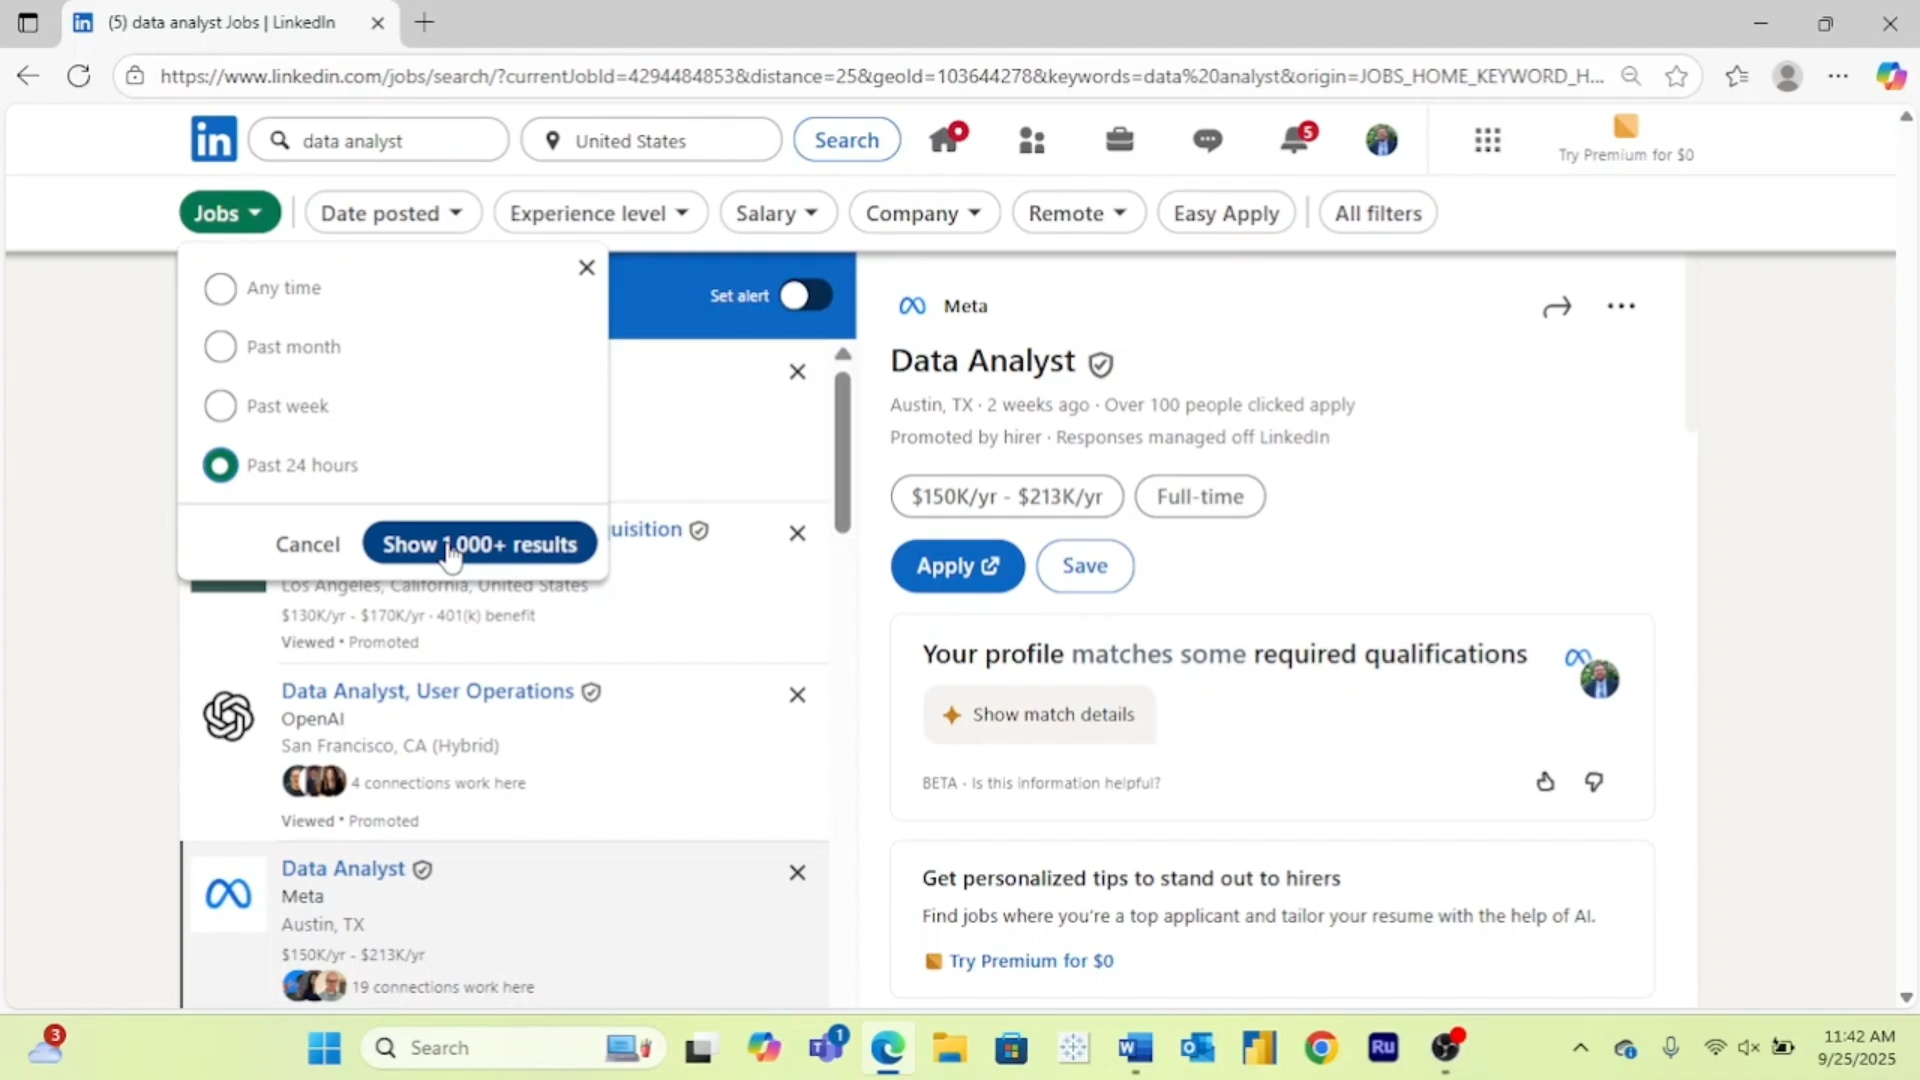 (5) data analyst Jobs | LinkedIn
https://www.linkedin.com/jobs/search/?currentJobId=4294484853&distance=25&geoId=103644278&keywords=data%20analyst&origin=JOBS_HOME_KEYWORD_H...
in
data analyst
United States
Search
5
Try Premium for $0
Jobs
Date posted
Experience level
Salary
Company
Remote
Easy Apply
All filters
Any time
Past month
Past week
Past 24 hours
Cancel
Show 1,000+ results
Set alert
uisition
Los Angeles, California, United States
$130K/yr - $170K/yr · 401(k) benefit
Viewed • Promoted
Data Analyst, User Operations
OpenAI
San Francisco, CA (Hybrid)
4 connections work here
Viewed • Promoted
Data Analyst
Meta
Austin, TX
$150K/yr - $213K/yr
19 connections work here
Meta
Data Analyst
Austin, TX · 2 weeks ago · Over 100 people clicked apply
Promoted by hirer · Responses managed off LinkedIn
$150K/yr - $213K/yr
Full-time
Apply
Save
Your profile matches some required qualifications
Show match details
BETA · Is this information helpful?
Get personalized tips to stand out to hirers
Find jobs where you're a top applicant and tailor your resume with the help of AI.
Try Premium for $0
3
Search
1
Ru
11:42 AM
9/25/2025